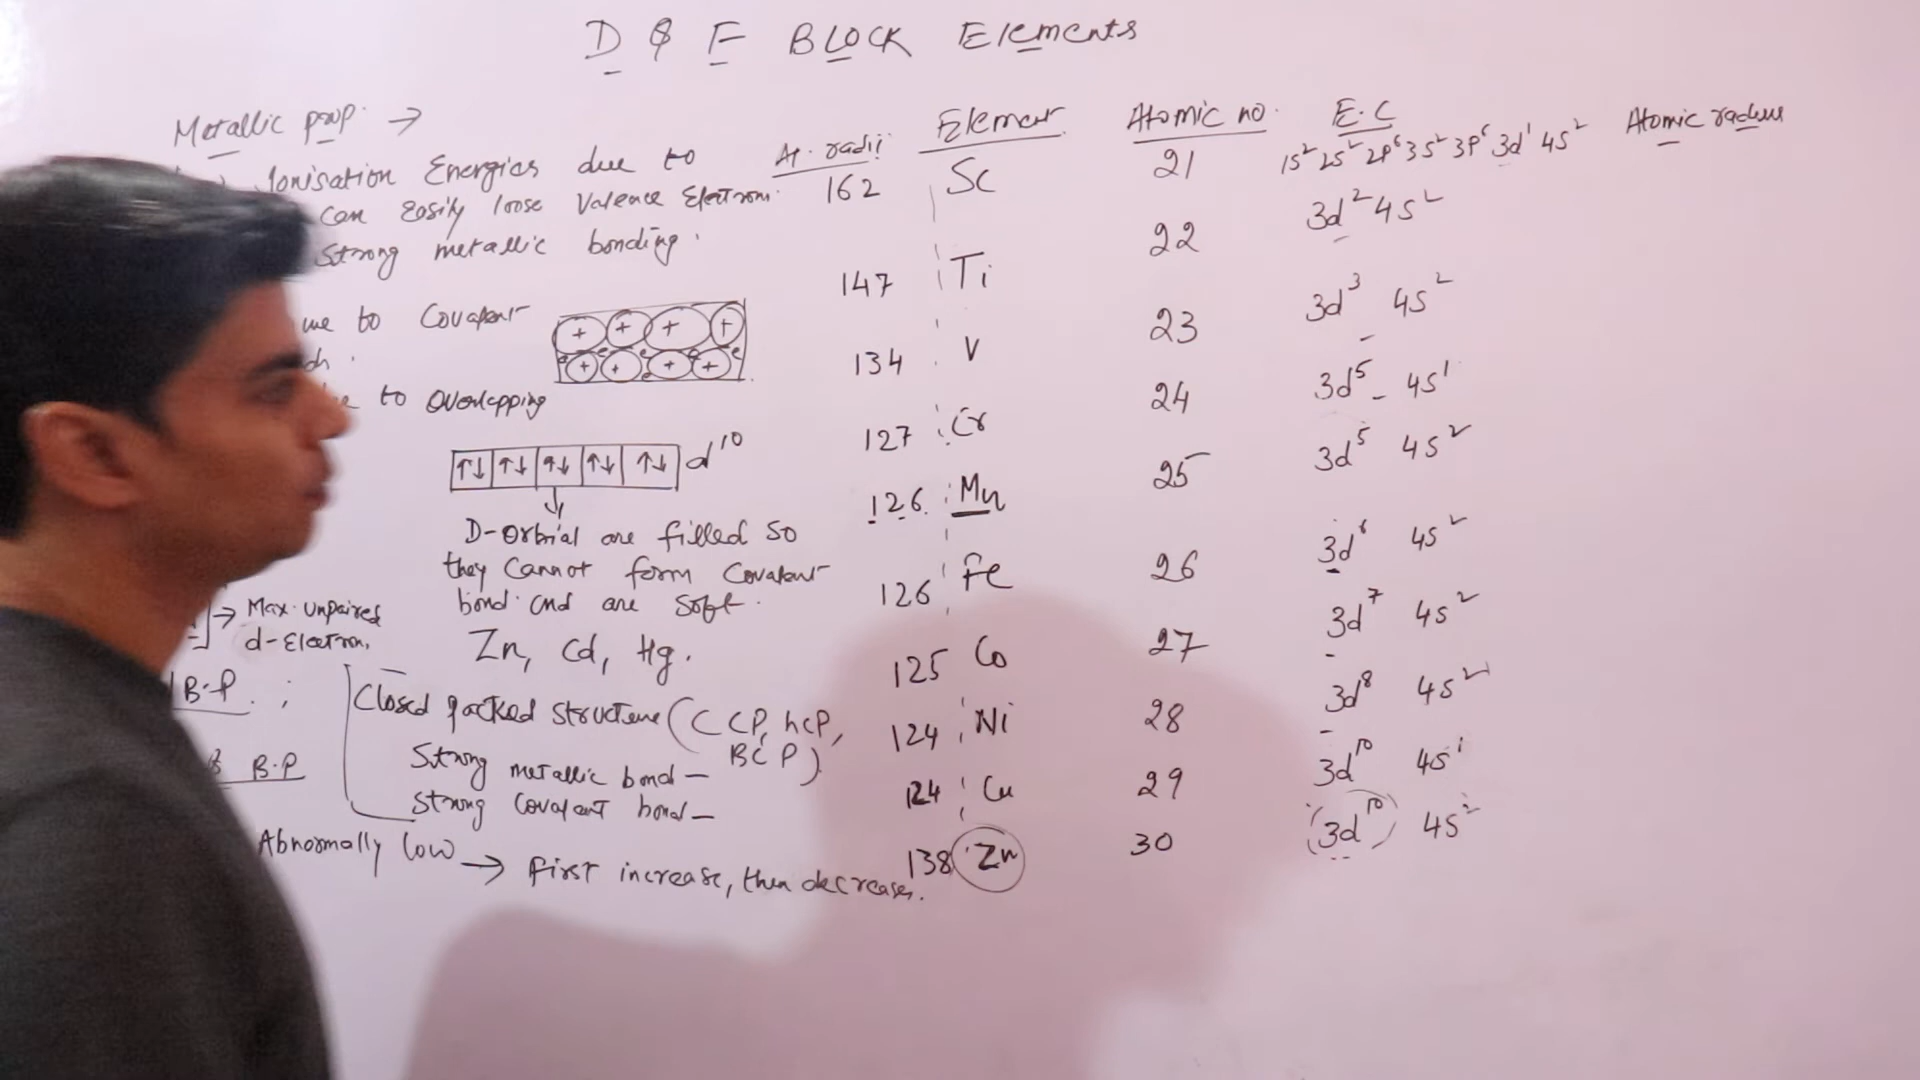 D & F BLOCK Elements
Metallic prop. →
Ionisation Energies due to
can easily loose valence Electron.
Strong metallic bonding.
ue to Covalent
to overlapping
+ + + +
e e e e
+ + + +
↑↓ ↑↓ ↑↓ ↑↓ ↑↓ d¹⁰
D-orbial are filled so
they cannot form covalent
bond and are soft.
Zn, Cd, Hg.
→ Max. unpaired
d-Electron,
B.P. ;
B.P
Closed packed structure (CCP, hcp,
BCP)
Strong metallic bond –
Strong covalent bond –
Abnormally low → first increase, then decreases.
At. radii Element Atomic no. E.C Atomic radius
162 Sc 21 1s² 2s² 2p⁶ 3s² 3p⁶ 3d¹ 4s²
147 Ti 22 3d² 4s²
134 V 23 3d³ 4s²
127 Cr 24 3d⁵ 4s¹
126 Mn 25 3d⁵ 4s²
126 Fe 26 3d⁶ 4s²
125 Co 27 3d⁷ 4s²
124 Ni 28 3d⁸ 4s²
124 Cu 29 3d¹⁰ 4s¹
138 Zn 30 (3d¹⁰) 4s²